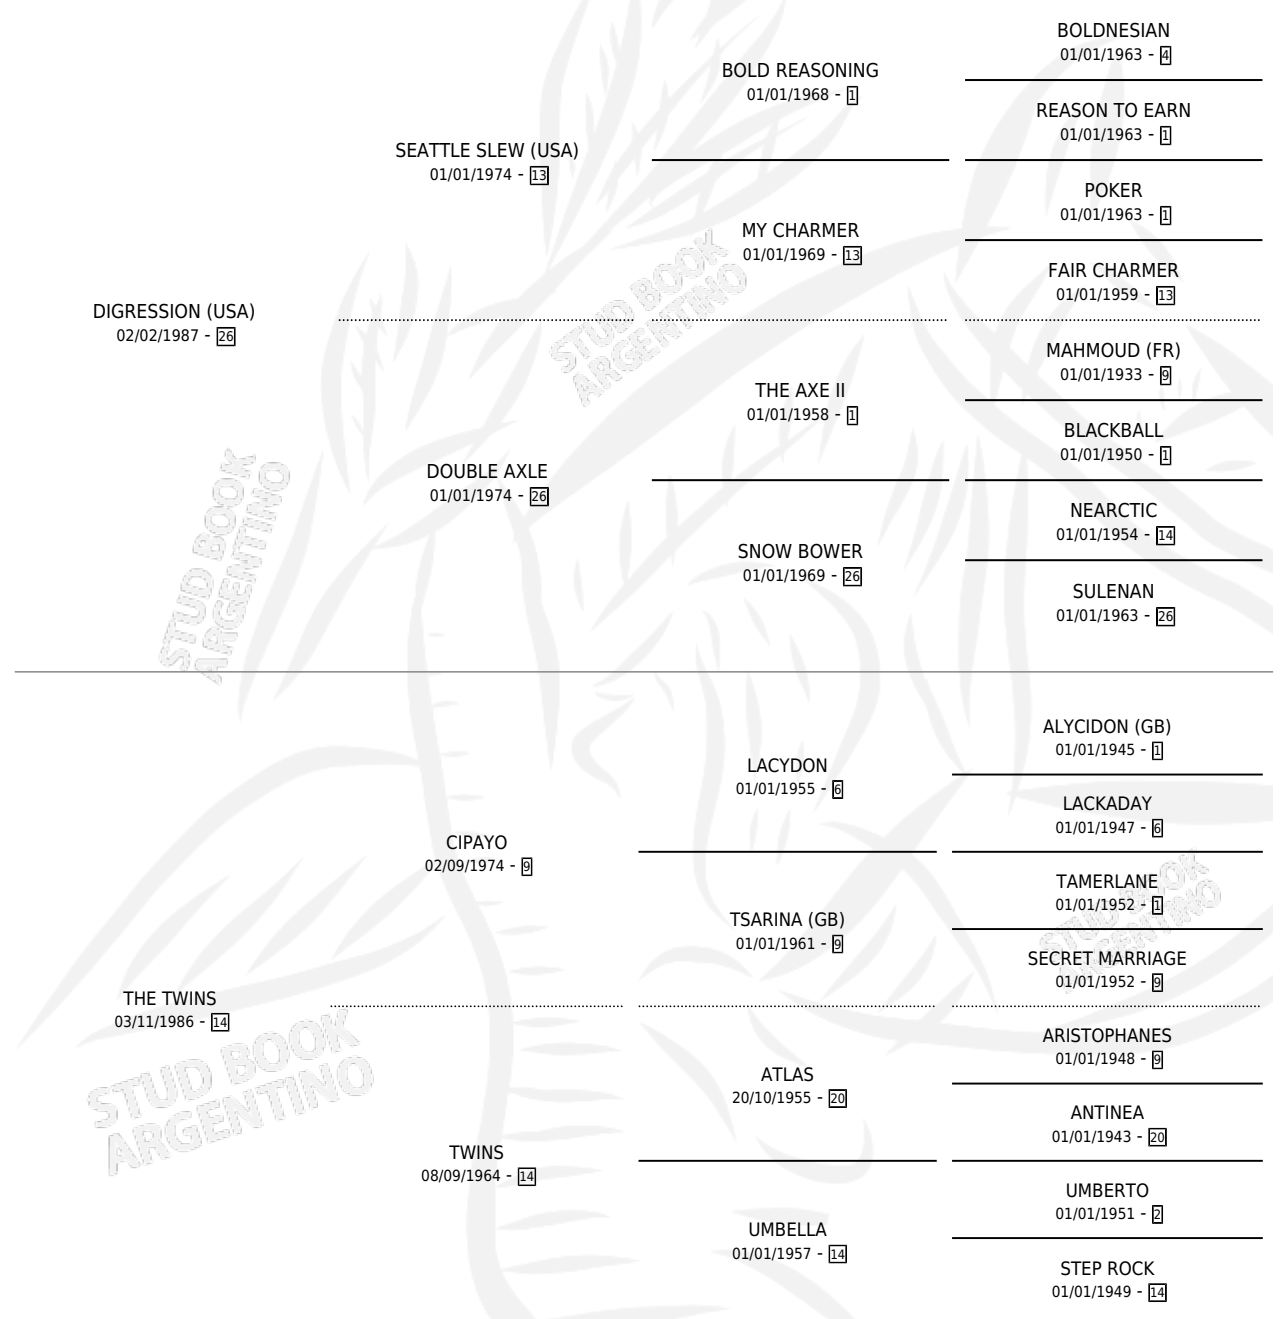 BOLDNESIAN
01/01/1963 - 4
BOLD REASONING
01/01/1968 - 1
REASON TO EARN
01/01/1963 - 1
SEATTLE SLEW (USA)
01/01/1974 - 13
POKER
01/01/1963 - 1
MY CHARMER
01/01/1969 - 13
FAIR CHARMER
01/01/1959 - 13
DIGRESSION (USA)
02/02/1987 - 26
MAHMOUD (FR)
01/01/1933 - 9
THE AXE II
01/01/1958 - 1
BLACKBALL
01/01/1950 - 1
DOUBLE AXLE
01/01/1974 - 26
NEARCTIC
01/01/1954 - 14
SNOW BOWER
01/01/1969 - 26
SULENAN
01/01/1963 - 26
STUD BOOK
ARGENTINO
STUD BOOK
ARGENTINO
ALYCIDON (GB)
01/01/1945 - 1
LACYDON
01/01/1955 - 6
LACKADAY
01/01/1947 - 6
CIPAYO
02/09/1974 - 9
TAMERLANE
01/01/1952 - 1
TSARINA (GB)
01/01/1961 - 9
SECRET MARRIAGE
01/01/1952 - 9
THE TWINS
03/11/1986 - 14
ARISTOPHANES
01/01/1948 - 9
ATLAS
20/10/1955 - 20
ANTINEA
01/01/1943 - 20
TWINS
08/09/1964 - 14
UMBERTO
01/01/1951 - 2
UMBELLA
01/01/1957 - 14
STEP ROCK
01/01/1949 - 14
STUD BOOK
ARGENTINO
STUD BOOK
ARGENTINO